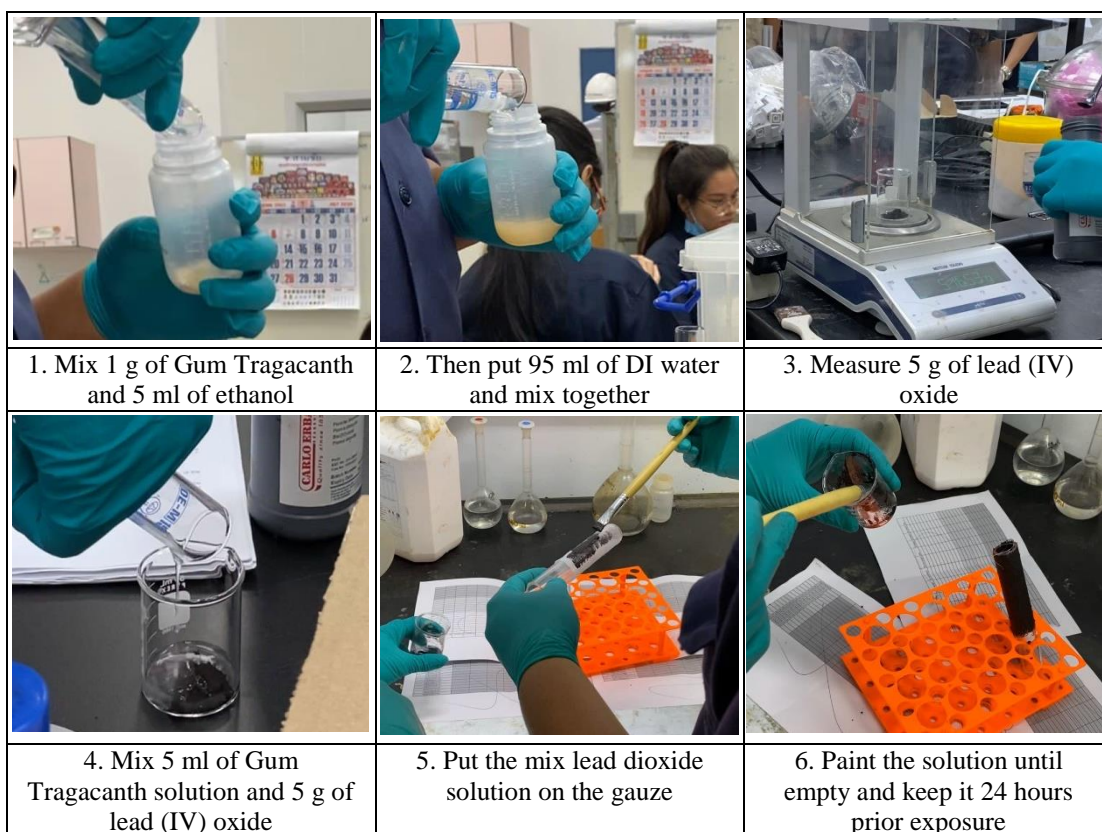 JULY 2020
1. Mix 1 g of Gum Tragacanth
and 5 ml of ethanol
2. Then put 95 ml of DI water
and mix together
3. Measure 5 g of lead (IV)
oxide
CARLO ERBA
4. Mix 5 ml of Gum
Tragacanth solution and 5 g of
lead (IV) oxide
5. Put the mix lead dioxide
solution on the gauze
6. Paint the solution until
empty and keep it 24 hours
prior exposure